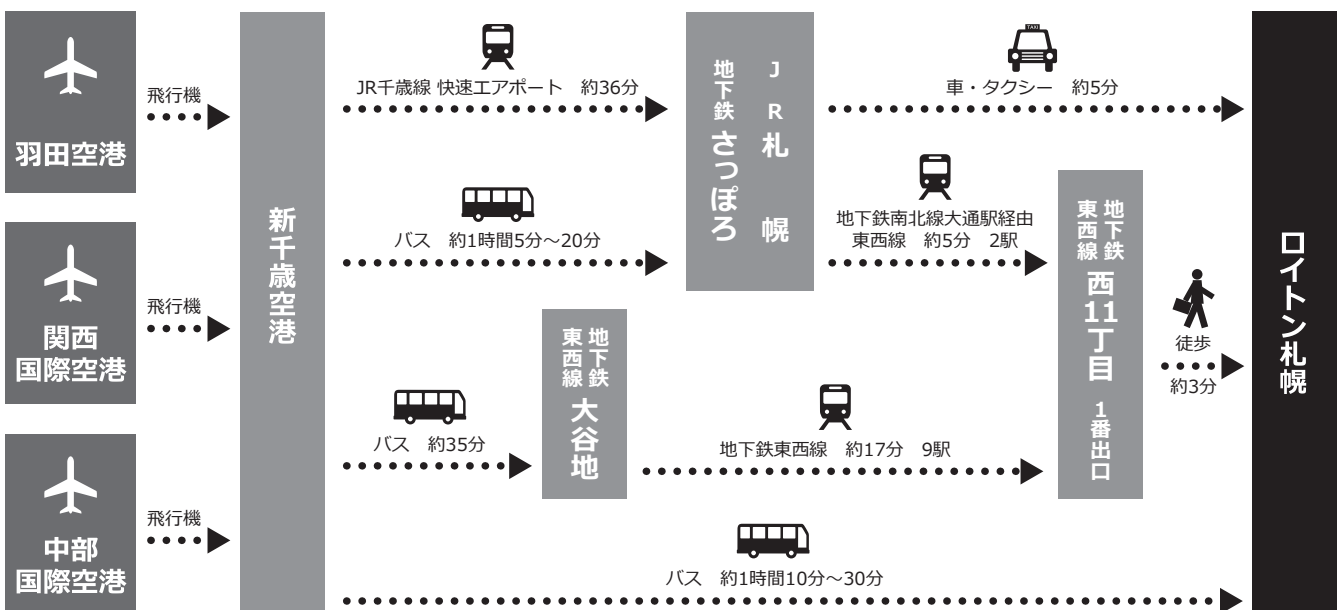 羽田空港
飛行機
関西
国際空港
飛行機
中部
国際空港
飛行機
新千歳空港
JR千歳線 快速エアポート 約36分
バス 約1時間5分～20分
JR札幌
地下鉄さっぽろ
TAXI
車・タクシー 約5分
地下鉄南北線大通駅経由
東西線 約5分 2駅
バス 約35分
地下鉄
東西線
大谷地
地下鉄東西線 約17分 9駅
地下鉄
東西線
西11丁目
1番出口
徒歩
約3分
バス 約1時間10分～30分
ロイトン札幌